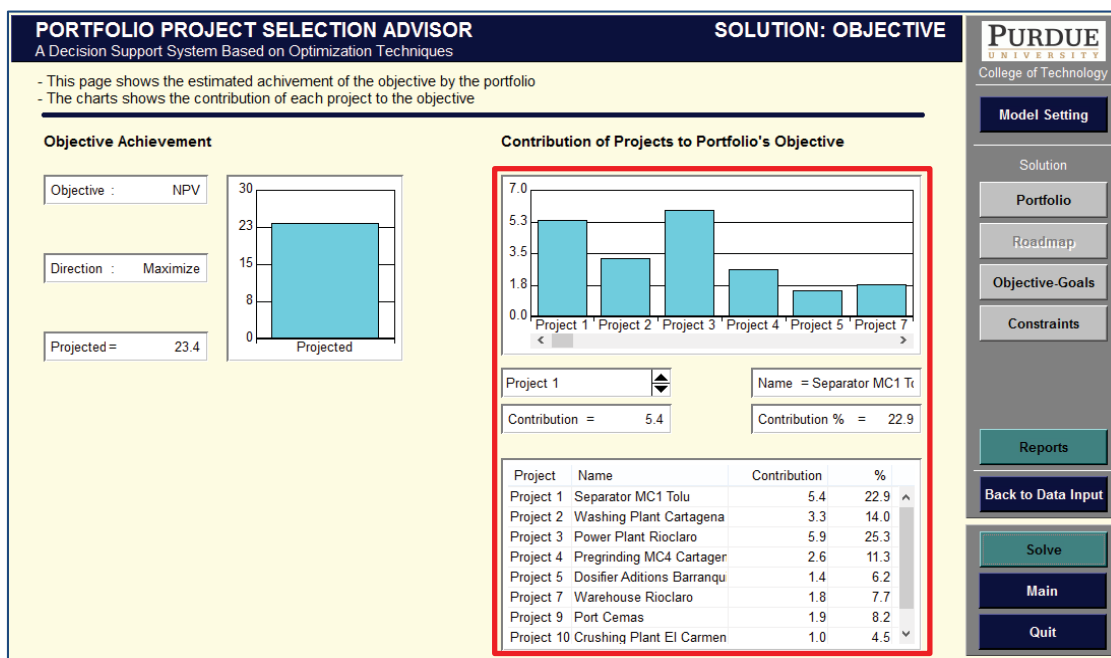 PORTFOLIO PROJECT SELECTION ADVISOR
SOLUTION: OBJECTIVE
A Decision Support System Based on Optimization Techniques
- This page shows the estimated achivement of the objective by the portfolio
- The charts shows the contribution of each project to the objective
Objective Achievement
Objective : NPV
Direction : Maximize
Projected = 23.4
30
23
15
8
0
Projected
Contribution of Projects to Portfolio's Objective
7.0
5.3
3.5
1.8
0.0
Project 1 Project 2 Project 3 Project 4 Project 5 Project 7
Project 1
Name = Separator MC1 To
Contribution = 5.4
Contribution % = 22.9
Project Name Contribution %
Project 1 Separator MC1 Tolu 5.4 22.9
Project 2 Washing Plant Cartagena 3.3 14.0
Project 3 Power Plant Rioclaro 5.9 25.3
Project 4 Pregrinding MC4 Cartagen 2.6 11.3
Project 5 Dosifier Aditions Barranqu 1.4 6.2
Project 7 Warehouse Rioclaro 1.8 7.7
Project 9 Port Cemas 1.9 8.2
Project 10 Crushing Plant El Carmen 1.0 4.5
PURDUE
UNIVERSITY
College of Technology
Model Setting
Solution
Portfolio
Roadmap
Objective-Goals
Constraints
Reports
Back to Data Input
Solve
Main
Quit